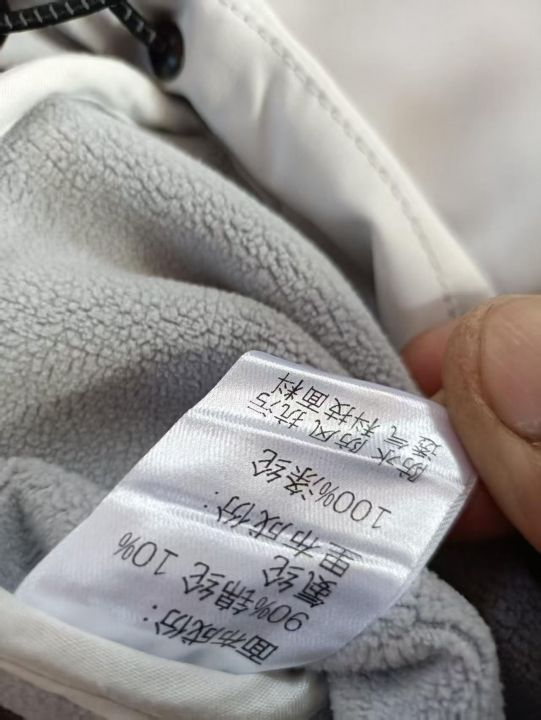 面布成份：
90%锦纶 10%
氨纶
里布成份：
100%涤纶
防水 防风 抗污
透气 科技面料